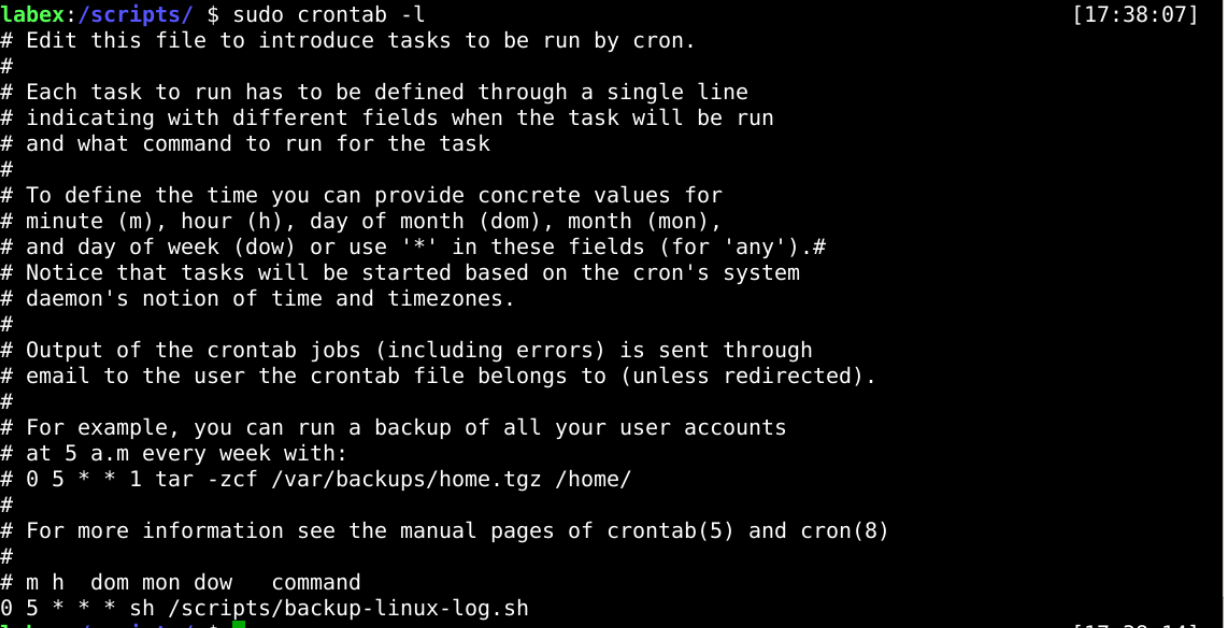 labex:/scripts/ $ sudo crontab -l [17:38:07]
# Edit this file to introduce tasks to be run by cron.
#
# Each task to run has to be defined through a single line
# indicating with different fields when the task will be run
# and what command to run for the task
#
# To define the time you can provide concrete values for
# minute (m), hour (h), day of month (dom), month (mon),
# and day of week (dow) or use '*' in these fields (for 'any').#
# Notice that tasks will be started based on the cron's system
# daemon's notion of time and timezones.
#
# Output of the crontab jobs (including errors) is sent through
# email to the user the crontab file belongs to (unless redirected).
#
# For example, you can run a backup of all your user accounts
# at 5 a.m every week with:
# 0 5 * * 1 tar -zcf /var/backups/home.tgz /home/
#
# For more information see the manual pages of crontab(5) and cron(8)
#
# m h  dom mon dow   command
0 5 * * * sh /scripts/backup-linux-log.sh
labex:/scripts/ $ [17:38:14]